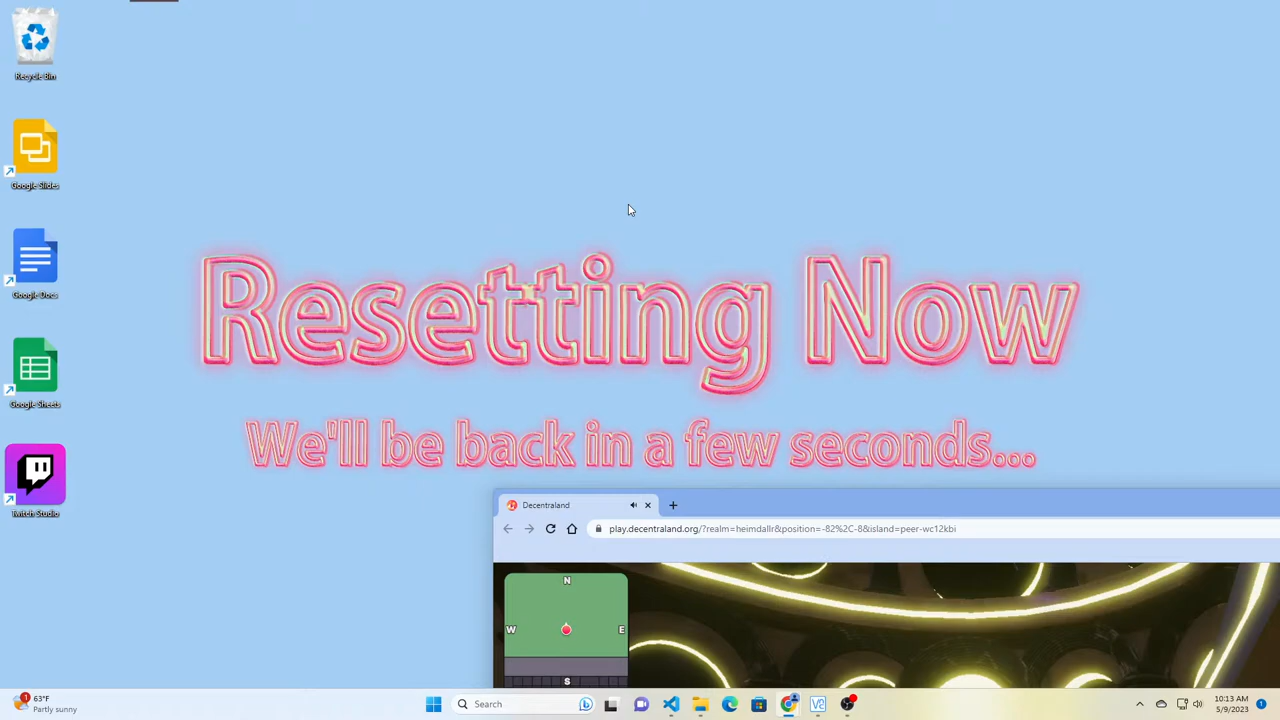 Recycle Bin
Google Slides
Google Docs
Google Sheets
Twitch Studio
Resetting Now
We'll be back in a few seconds...
Decentraland
play.decentraland.org/?realm=heimdallr&position=-82%2C-8&island=peer-wc12kbi
N
W E
S
1
63°F
Partly sunny
Search
10:13 AM
5/9/2023
1